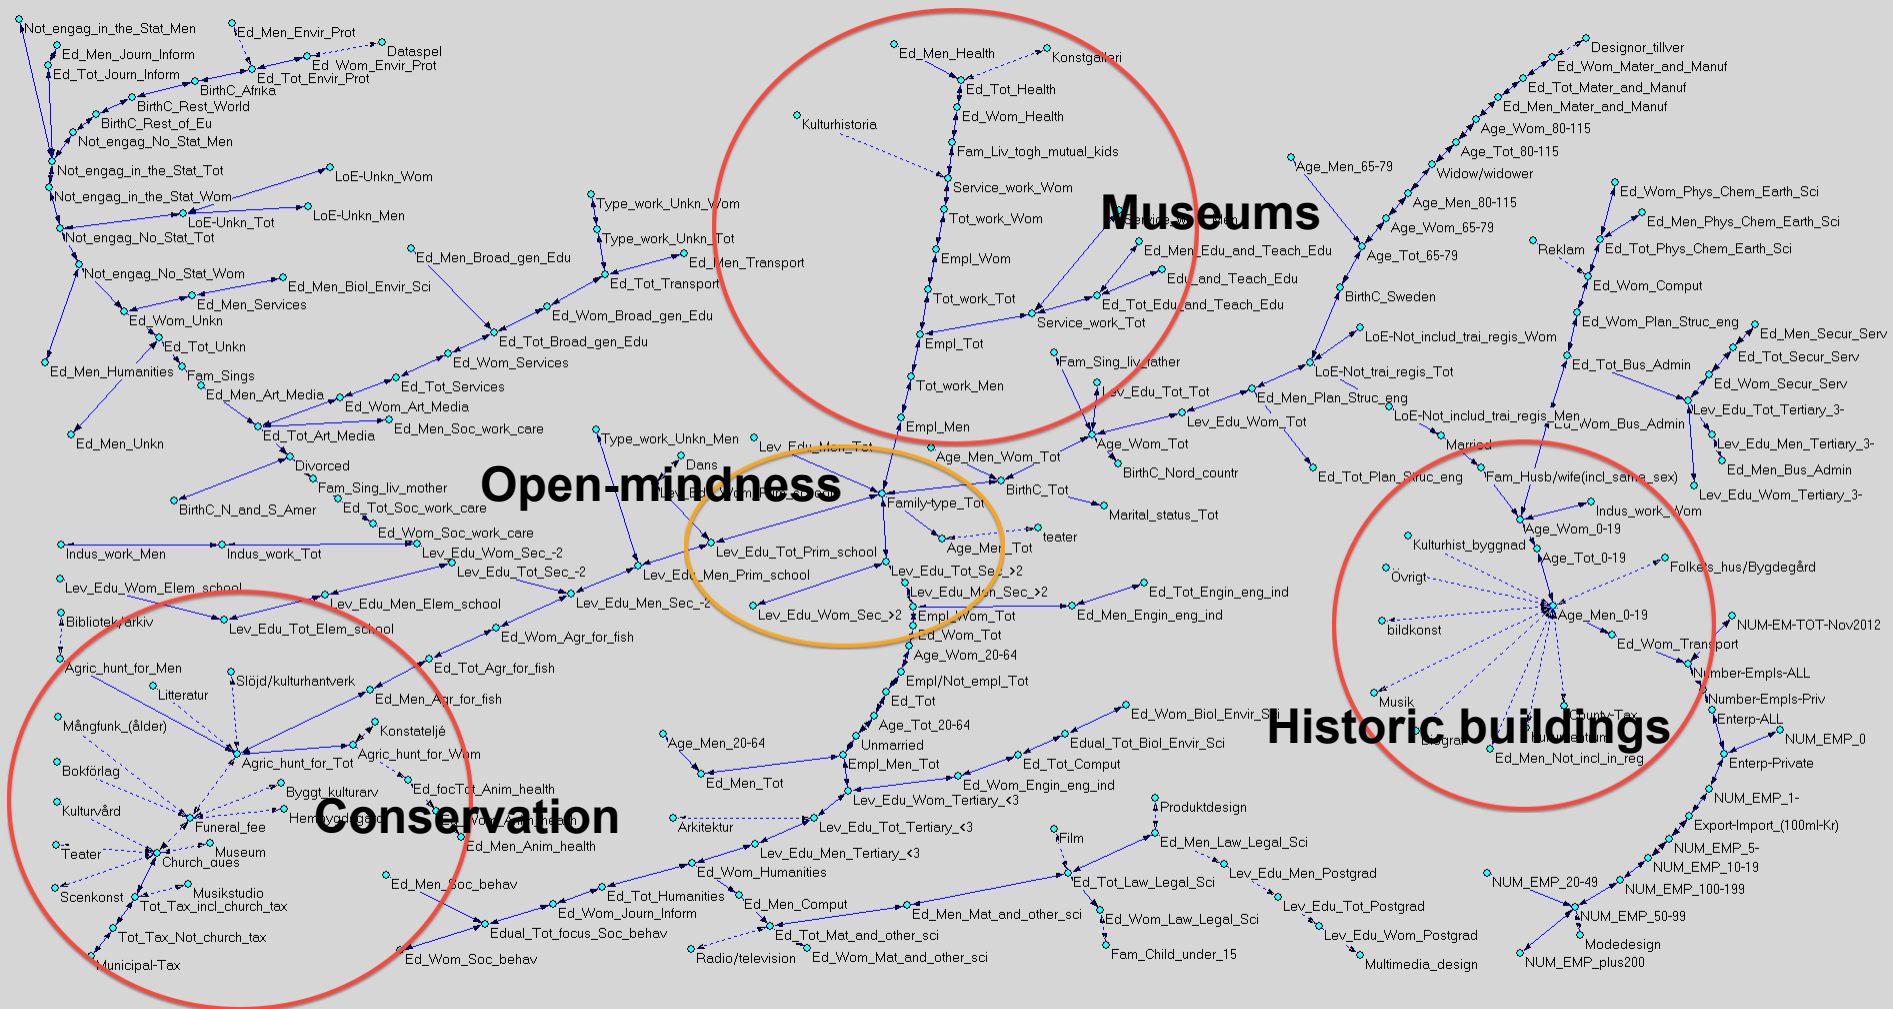 Not_engag_in_the_Stat_Men
Ed_Men_Journ_Inform
Ed_Tot_Journ_Inform
Ed_Men_Envir_Prot
Dataspel
Ed_Wom_Envir_Prot
Ed_Tot_Envir_Prot
BirthC_Afrika
BirthC_Rest_World
BirthC_Rest_of_Eu
Not_engag_No_Stat_Men
Not_engag_in_the_Stat_Tot
Not_engag_in_the_Stat_Wom
LoE-Unkn_Wom
LoE-Unkn_Men
LoE-Unkn_Tot
Not_engag_No_Stat_Tot
Not_engag_No_Stat_Wom
Ed_Men_Biol_Envir_Sci
Ed_Men_Services
Ed_Wom_Unkn
Ed_Tot_Unkn
Ed_Men_Humanities
Fam_Sings
Ed_Men_Art_Media
Ed_Men_Unkn
Ed_Tot_Art_Media
Ed_Wom_Art_Media
Ed_Men_Soc_work_care
Ed_Tot_Services
Ed_Wom_Services
Ed_Tot_Broad_gen_Edu
Ed_Wom_Broad_gen_Edu
Ed_Men_Broad_gen_Edu
Type_work_Unkn_Wom
Type_work_Unkn_Tot
Ed_Men_Transport
Ed_Tot_Transport
Divorced
Fam_Sing_liv_mother
BirthC_N_and_S_Amer
Ed_Tot_Soc_work_care
Ed_Wom_Soc_work_care
Ed_Men_Health
Konstgalleri
Ed_Tot_Health
Ed_Wom_Health
Kulturhistoria
Fam_Liv_togh_mutual_kids
Service_work_Wom
Tot_work_Wom
Museums
Ed_Men_Edu_and_Teach_Edu
Empl_Wom
Edu_and_Teach_Edu
Tot_work_Tot
Ed_Tot_Edu_and_Teach_Edu
Service_work_Tot
Empl_Tot
Fam_Sing_liv_father
Tot_work_Men
Lev_Edu_Tot_Tot
Empl_Men
Age_Wom_Tot
Lev_Edu_Wom_Tot
BirthC_Nord_countr
Age_Men_Wom_Tot
BirthC_Tot
Marital_status_Tot
Type_work_Unkn_Men
Lev_Edu_Men_Tot
Dans
Open-mindness
Family-type_Tot
teater
Age_Men_Tot
Lev_Edu_Tot_Prim_school
Lev_Edu_Men_Prim_school
Lev_Edu_Tot_Sec_>2
Lev_Edu_Men_Sec_>2
Lev_Edu_Wom_Sec_>2
Empl_Wom_Tot
Ed_Wom_Tot
Ed_Tot_Engin_eng_ind
Ed_Men_Engin_eng_ind
Age_Wom_20-64
Empl/Not_empl_Tot
Ed_Tot
Age_Tot_20-64
Unmarried
Empl_Men_Tot
Age_Men_20-64
Ed_Men_Tot
Designor_tillver
Ed_Wom_Mater_and_Manuf
Ed_Tot_Mater_and_Manuf
Ed_Men_Mater_and_Manuf
Age_Wom_80-115
Age_Tot_80-115
Age_Men_65-79
Widow/widower
Age_Men_80-115
Age_Wom_65-79
Age_Tot_65-79
BirthC_Sweden
LoE-Not_includ_trai_regis_Wom
LoE-Not_trai_regis_Tot
Ed_Men_Plan_Struc_eng
LoE-Not_includ_trai_regis_Men
Married
Ed_Tot_Plan_Struc_eng
Fam_Husb/wife(incl_same_sex)
Ed_Wom_Phys_Chem_Earth_Sci
Ed_Men_Phys_Chem_Earth_Sci
Reklam
Ed_Tot_Phys_Chem_Earth_Sci
Ed_Wom_Comput
Ed_Wom_Plan_Struc_eng
Ed_Men_Secur_Serv
Ed_Tot_Secur_Serv
Ed_Tot_Bus_Admin
Ed_Wom_Secur_Serv
Lev_Edu_Tot_Tertiary_3-
Ed_Wom_Bus_Admin
Lev_Edu_Men_Tertiary_3-
Ed_Men_Bus_Admin
Lev_Edu_Wom_Tertiary_3-
Indus_work_Wom
Age_Wom_0-19
Kulturhist_byggnad
Age_Tot_0-19
Folkets_hus/Bygdegård
Övrigt
Age_Men_0-19
bildkonst
NUM-EM-TOT-Nov2012
Ed_Wom_Transport
Number-Empls-ALL
Musik
Number-Empls-Priv
County-Tax
Historic buildings
Ed_Men_Not_incl_in_reg
Enterp-ALL
NUM_EMP_0
Enterp-Private
NUM_EMP_1-
Export-Import_(100ml-Kr)
NUM_EMP_5-
NUM_EMP_10-19
NUM_EMP_20-49
NUM_EMP_100-199
NUM_EMP_50-99
Modedesign
NUM_EMP_plus200
Indus_work_Men
Indus_work_Tot
Lev_Edu_Wom_Sec_-2
Lev_Edu_Tot_Sec_-2
Lev_Edu_Wom_Elem_school
Lev_Edu_Men_Elem_school
Lev_Edu_Men_Sec_-2
Bibliotek/arkiv
Lev_Edu_Tot_Elem_school
Ed_Wom_Agr_for_fish
Agric_hunt_for_Men
Ed_Tot_Agr_for_fish
Slöjd/kulturhantverk
Litteratur
Ed_Men_Agr_for_fish
Mångfunk_(ålder)
Konstateljé
Agric_hunt_for_Wom
Agric_hunt_for_Tot
Bokförlag
Byggt_kulturarv
Ed_focTot_Anim_health
Kulturvård
Conservation
Funeral_fee
Ed_Men_Anim_health
Teater
Museum
Church_dues
Scenkonst
Musikstudio
Tot_Tax_incl_church_tax
Tot_Tax_Not_church_tax
Municipal-Tax
Ed_Wom_Biol_Envir_Sci
Edual_Tot_Biol_Envir_Sci
Ed_Tot_Comput
Ed_Wom_Engin_eng_ind
Lev_Edu_Wom_Tertiary_<3
Arkitektur
Lev_Edu_Tot_Tertiary_<3
Lev_Edu_Men_Tertiary_<3
Ed_Wom_Humanities
Ed_Men_Soc_behav
Ed_Tot_Humanities
Ed_Men_Comput
Ed_Wom_Journ_Inform
Edual_Tot_focus_Soc_behav
Ed_Wom_Soc_behav
Ed_Men_Mat_and_other_sci
Ed_Tot_Mat_and_other_sci
Radio/television
Ed_Wom_Mat_and_other_sci
Produktdesign
Film
Ed_Men_Law_Legal_Sci
Ed_Tot_Law_Legal_Sci
Lev_Edu_Men_Postgrad
Lev_Edu_Tot_Postgrad
Ed_Wom_Law_Legal_Sci
Lev_Edu_Wom_Postgrad
Fam_Child_under_15
Multimedia_design